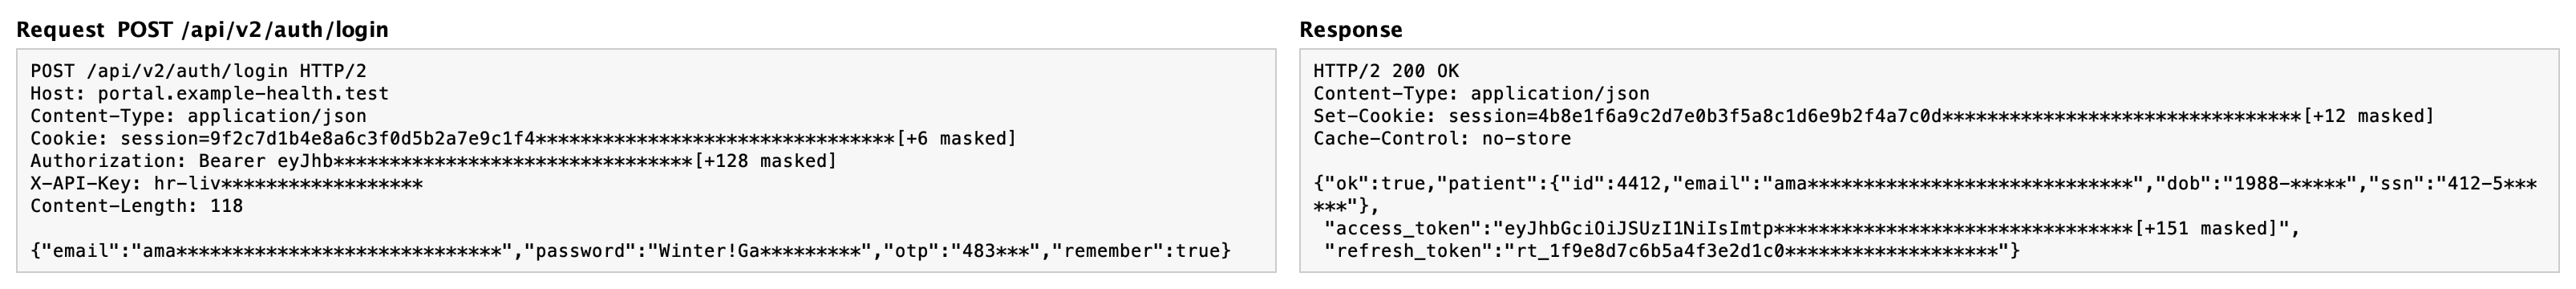 Request  POST /api/v2/auth/login
POST /api/v2/auth/login HTTP/2
Host: portal.example-health.test
Content-Type: application/json
Cookie: session=9f2c7d1b4e8a6c3f0d5b2a7e9c1f4********************************[+6 masked]
Authorization: Bearer eyJhb********************************[+128 masked]
X-API-Key: hr-liv******************
Content-Length: 118
{"email":"ama*****************************","password":"Winter!Ga*********","otp":"483***","remember":true}
Response
HTTP/2 200 OK
Content-Type: application/json
Set-Cookie: session=4b8e1f6a9c2d7e0b3f5a8c1d6e9b2f4a7c0d********************************[+12 masked]
Cache-Control: no-store
{"ok":true,"patient":{"id":4412,"email":"ama*****************************","dob":"1988-*****","ssn":"412-5***
***"},
"access_token":"eyJhbGciOiJSUzI1NiIsImtp********************************[+151 masked]",
"refresh_token":"rt_1f9e8d7c6b5a4f3e2d1c0*******************"}